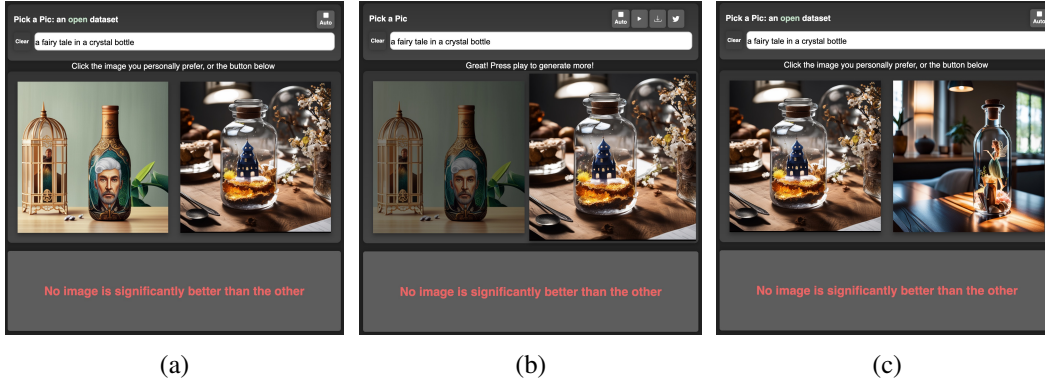 Pick a Pic: an open dataset
Auto
Clear
a fairy tale in a crystal bottle
Click the image you personally prefer, or the button below
No image is significantly better than the other
(a)
Pick a Pic
Auto
Clear
a fairy tale in a crystal bottle
Great! Press play to generate more!
No image is significantly better than the other
(b)
Pick a Pic: an open dataset
Auto
Clear
a fairy tale in a crystal bottle
Click the image you personally prefer, or the button below
No image is significantly better than the other
(c)